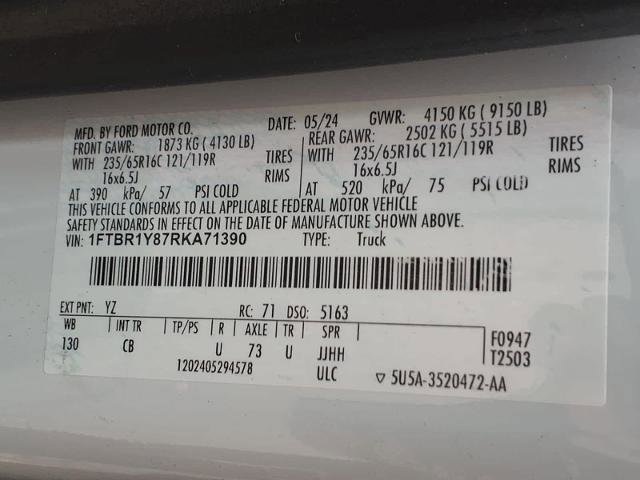 MFD. BY FORD MOTOR CO. DATE: 05/24 GVWR: 4150 KG ( 9150 LB)
FRONT GAWR: 1873 KG ( 4130 LB) REAR GAWR: 2502 KG ( 5515 LB)
WITH 235/65R16C 121/119R TIRES WITH 235/65R16C 121/119R TIRES
16x6.5J RIMS 16x6.5J RIMS
AT 390 kPa/ 57 PSI COLD AT 520 kPa/ 75 PSI COLD
THIS VEHICLE CONFORMS TO ALL APPLICABLE FEDERAL MOTOR VEHICLE
SAFETY STANDARDS IN EFFECT ON THE DATE OF MANUFACTURE SHOWN ABOVE.
VIN: 1FTBR1Y87RKA71390 TYPE: Truck
EXT PNT: YZ RC: 71 DSO: 5163
WB INT TR TP/PS R AXLE TR SPR F0947
130 CB U 73 U JJHH T2503
1202405294578 ULC ▽ 5U5A-3520472-AA